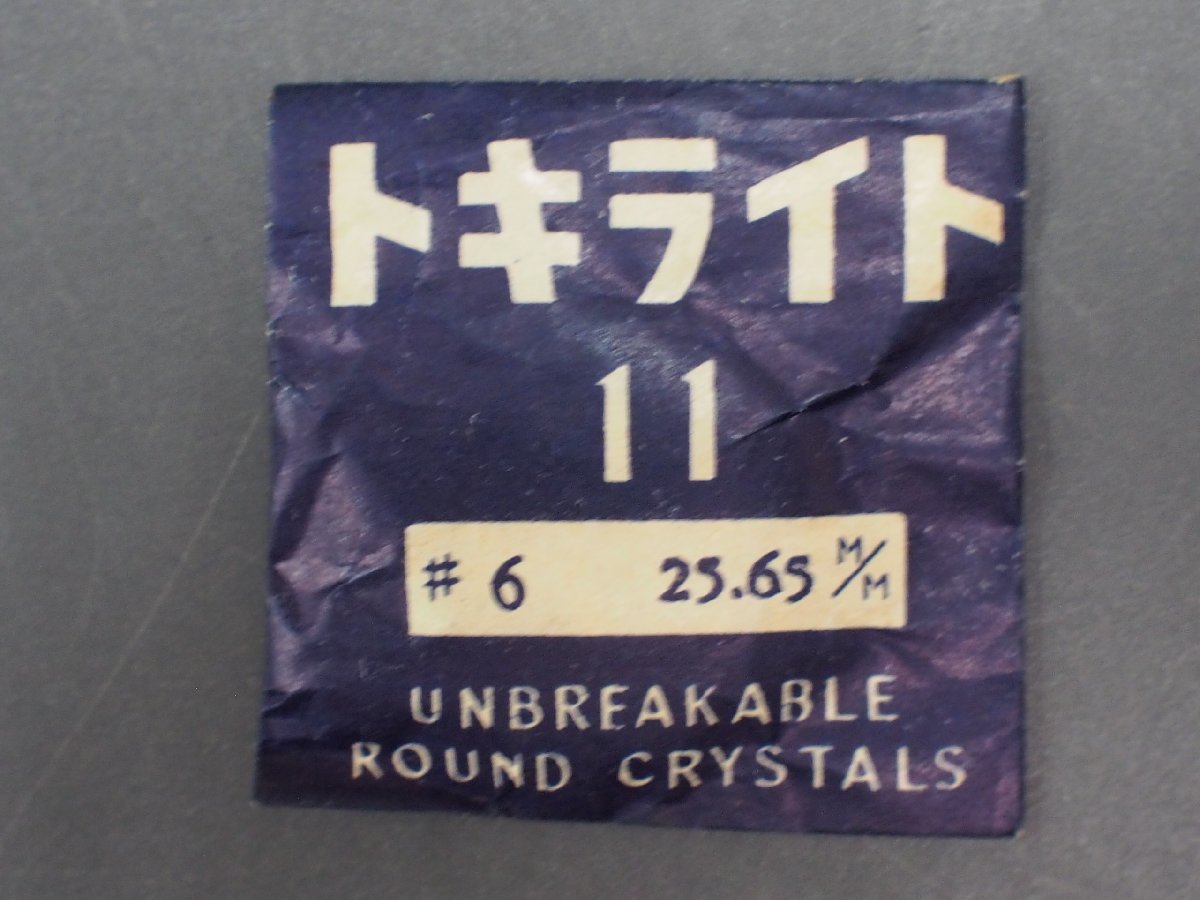 トキライト
11
# 6 25.65 M/M
UNBREAKABLE
ROUND CRYSTALS